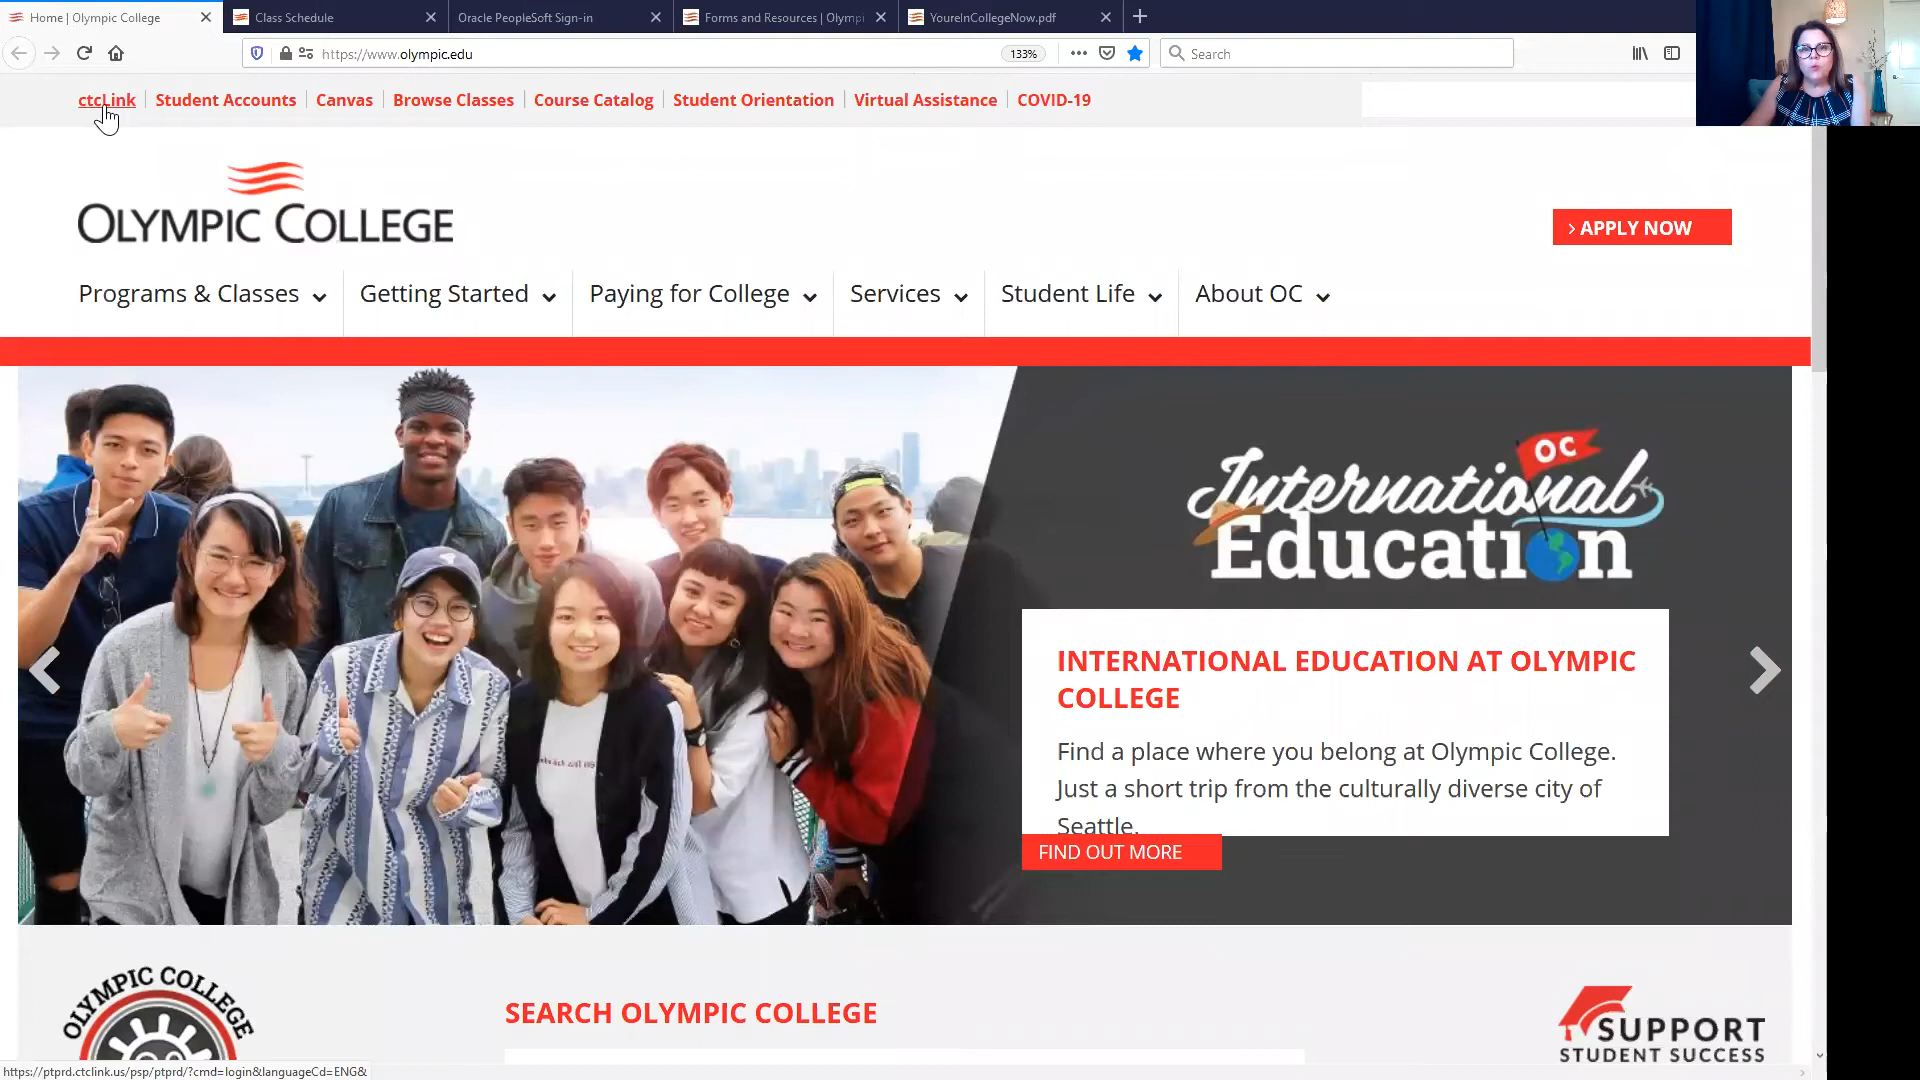 Home | Olympic College
Class Schedule
Oracle PeopleSoft Sign-in
Forms and Resources | Olympi
YoureInCollegeNow.pdf
https://www.olympic.edu
133%
Search
ctcLink
Student Accounts
Canvas
Browse Classes
Course Catalog
Student Orientation
Virtual Assistance
COVID-19
OLYMPIC COLLEGE
> APPLY NOW
Programs & Classes
Getting Started
Paying for College
Services
Student Life
About OC
OC
International
Education
INTERNATIONAL EDUCATION AT OLYMPIC
COLLEGE
Find a place where you belong at Olympic College.
Just a short trip from the culturally diverse city of
Seattle.
FIND OUT MORE
OLYMPIC COLLEGE
SEARCH OLYMPIC COLLEGE
SUPPORT
STUDENT SUCCESS
https://ptprd.ctclink.us/psp/ptprd/?cmd=login&languageCd=ENG&